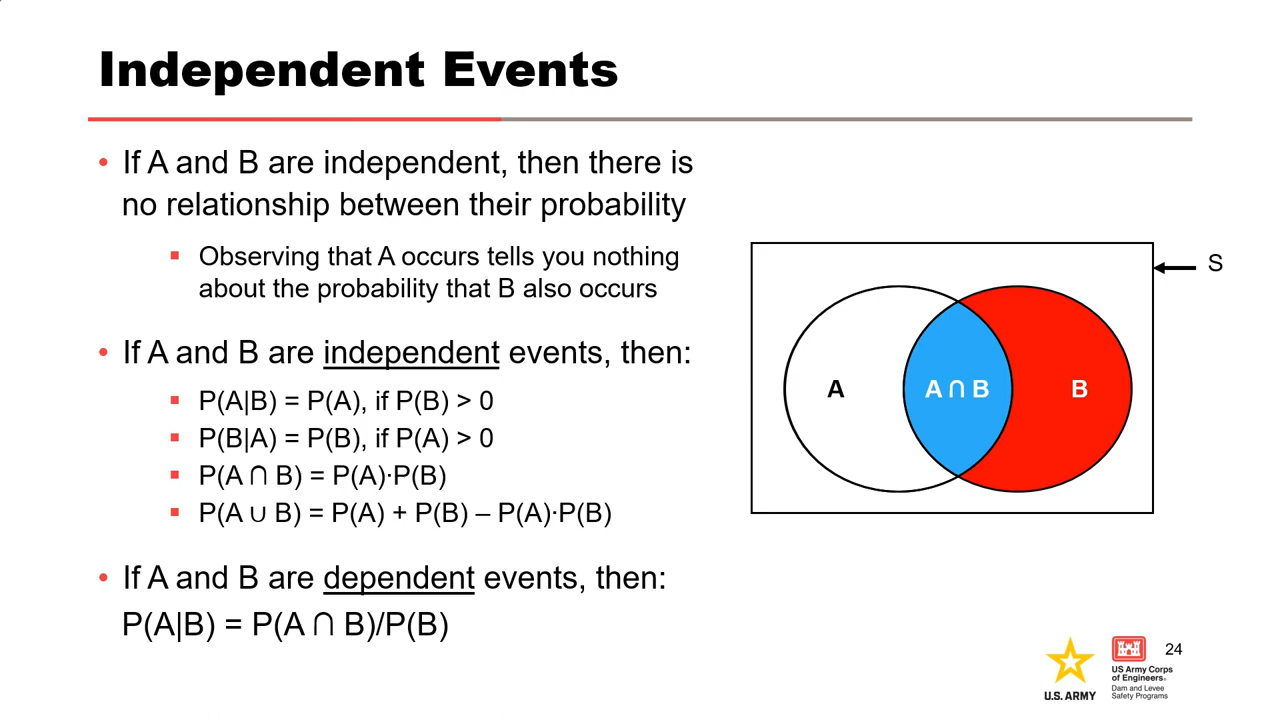 Independent Events
• If A and B are independent, then there is
no relationship between their probability
▪ Observing that A occurs tells you nothing
about the probability that B also occurs
• If A and B are independent events, then:
▪ P(A|B) = P(A), if P(B) > 0
▪ P(B|A) = P(B), if P(A) > 0
▪ P(A ∩ B) = P(A)·P(B)
▪ P(A ∪ B) = P(A) + P(B) – P(A)·P(B)
• If A and B are dependent events, then:
P(A|B) = P(A ∩ B)/P(B)
S
A
A ∩ B
B
U.S. ARMY
US Army Corps
of Engineers®
Dam and Levee
Safety Programs
24